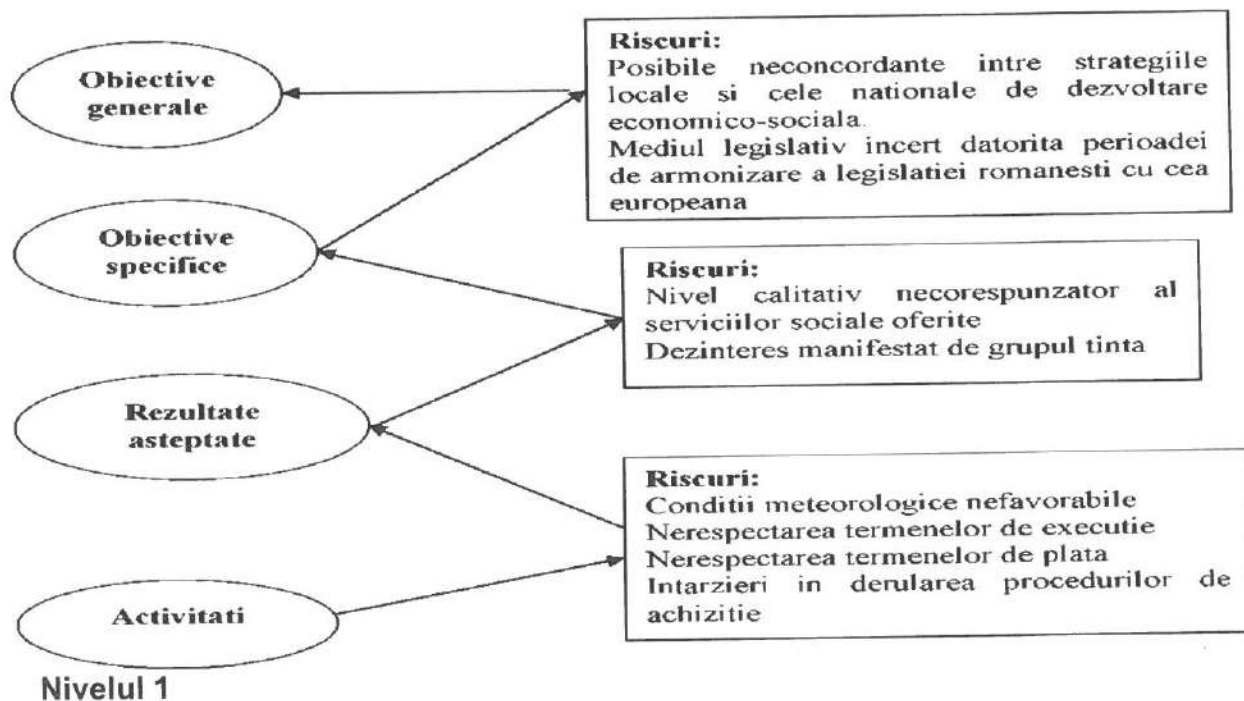 Obiective
generale
Riscuri:
Posibile neconcordante intre strategiile
locale si cele nationale de dezvoltare
economico-sociala.
Mediul legislativ incert datorita perioadei
de armonizare a legislatiei romanesti cu cea
europeana
Obiective
specifice
Riscuri:
Nivel calitativ necorespunzator al
serviciilor sociale oferite
Dezinteres manifestat de grupul tinta
Rezultate
asteptate
Riscuri:
Conditii meteorologice nefavorabile
Nerespectarea termenelor de executie
Nerespectarea termenelor de plata
Intarzieri in derularea procedurilor de
achizitie
Activitati
Nivelul 1